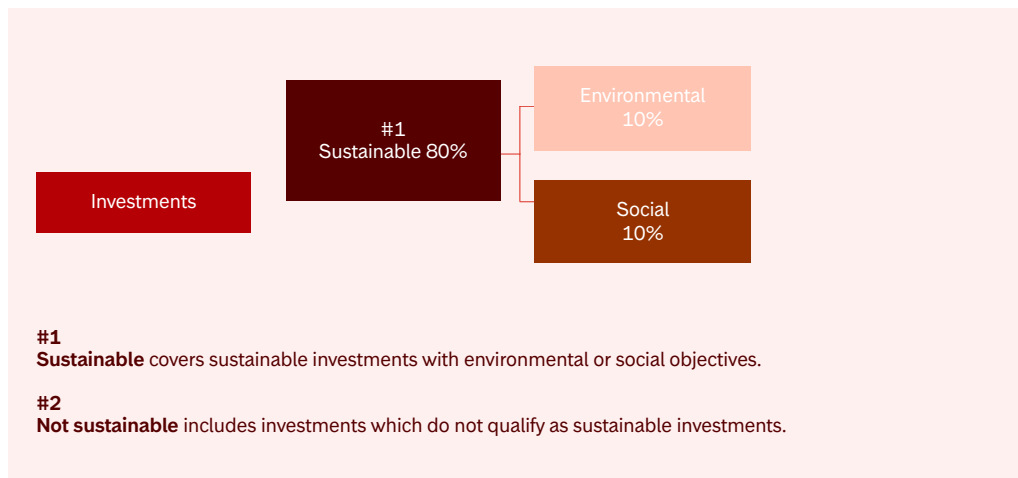 Environmental
10%
#1
Sustainable 80%
Investments
Social
10%
#1
Sustainable covers sustainable investments with environmental or social objectives.
#2
Not sustainable includes investments which do not qualify as sustainable investments.